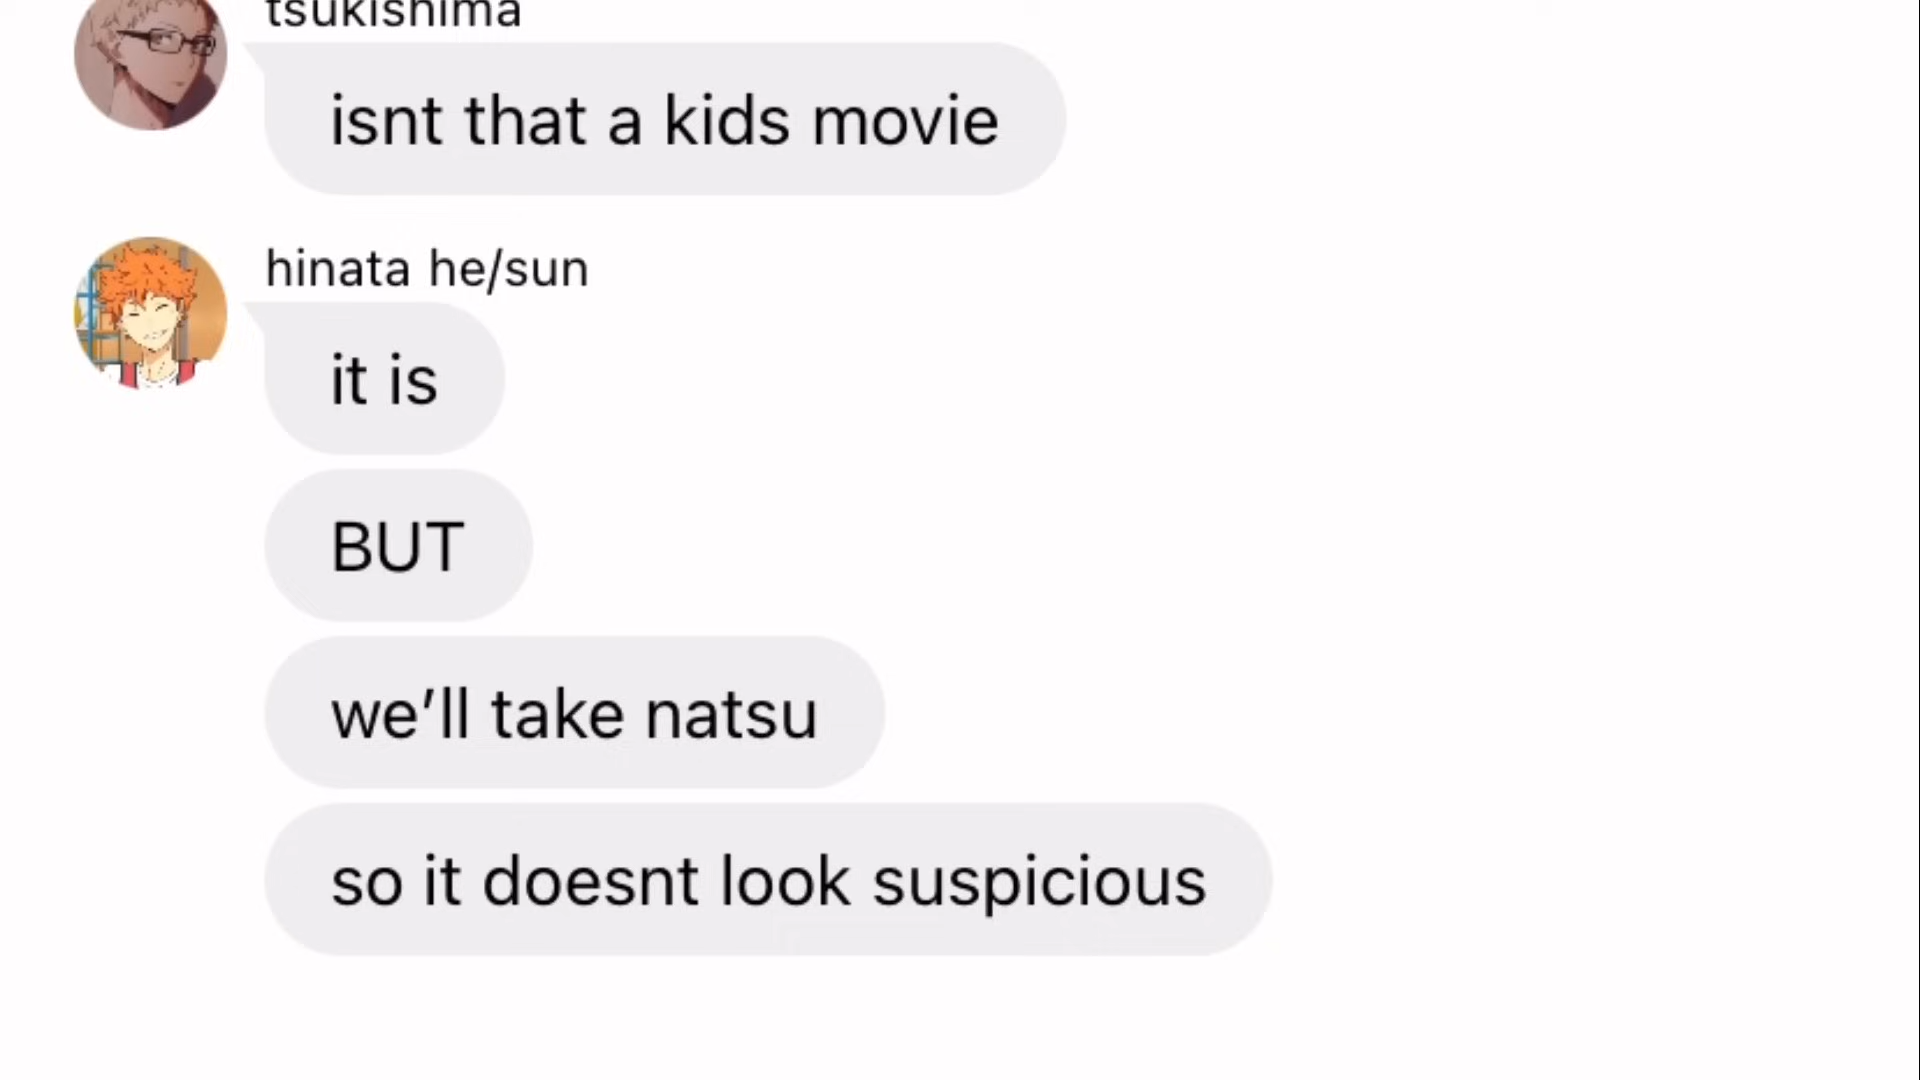 tsukishima
isnt that a kids movie
hinata he/sun
it is
BUT
we’ll take natsu
so it doesnt look suspicious